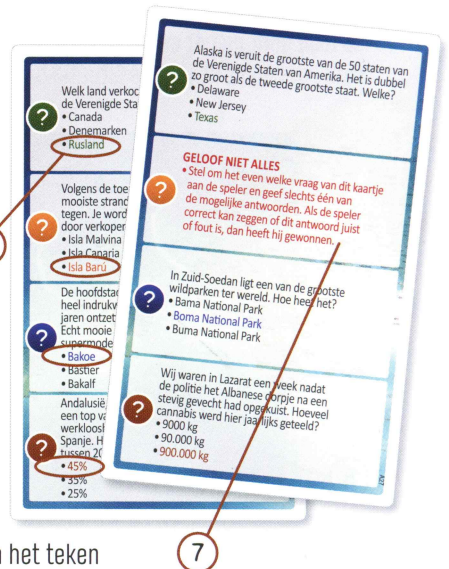 Welk land verkoc
de Verenigde Sta
• Canada
• Denemarken
• Rusland
Volgens de toe
mooiste strand
tegen. Je word
door verkoper
• Isla Malvina
• Isla Canaria
• Isla Barú
De hoofdstad
heel indrukv
jaren ontzet
Echt mooie
supermode
• Bakoe
• Bastier
• Bakalf
Andalusië,
een top va
werklooshe
Spanje. H
tussen 20
• 45%
• 35%
• 25%
Alaska is veruit de grootste van de 50 staten van
de Verenigde Staten van Amerika. Het is dubbel
zo groot als de tweede grootste staat. Welke?
• Delaware
• New Jersey
• Texas
GELOOF NIET ALLES
• Stel om het even welke vraag van dit kaartje
aan de speler en geef slechts één van
de mogelijke antwoorden. Als de speler
correct kan zeggen of dit antwoord juist
of fout is, dan heeft hij gewonnen.
In Zuid-Soedan ligt een van de grootste
wildparken ter wereld. Hoe heet het?
• Bama National Park
• Boma National Park
• Buma National Park
Wij waren in Lazarat een week nadat
de politie het Albanese dorpje na een
stevig gevecht had opgekuist. Hoeveel
cannabis werd hier jaarlijks geteeld?
• 9000 kg
• 90.000 kg
• 900.000 kg
A27
het teken
7